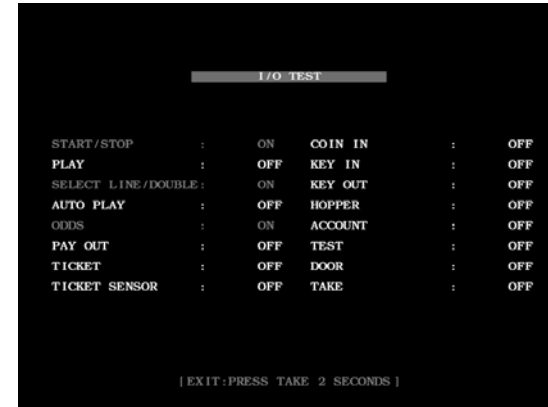 I/O TEST
START/STOP : ON COIN IN : OFF
PLAY : OFF KEY IN : OFF
SELECT LINE/DOUBLE: ON KEY OUT : OFF
AUTO PLAY : OFF HOPPER : OFF
ODDS : ON ACCOUNT : OFF
PAY OUT : OFF TEST : OFF
TICKET : OFF DOOR : OFF
TICKET SENSOR : OFF TAKE : OFF
[EXIT:PRESS TAKE 2 SECONDS]